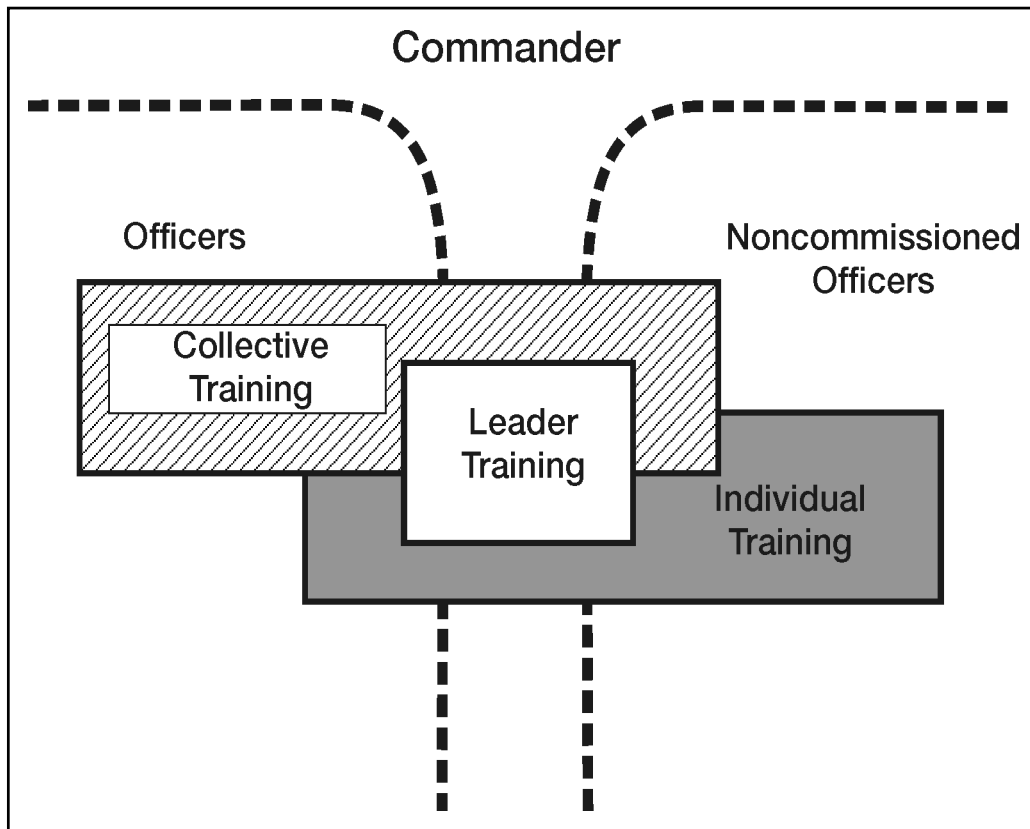 Commander
Officers
Noncommissioned
Officers
Collective
Training
Leader
Training
Individual
Training